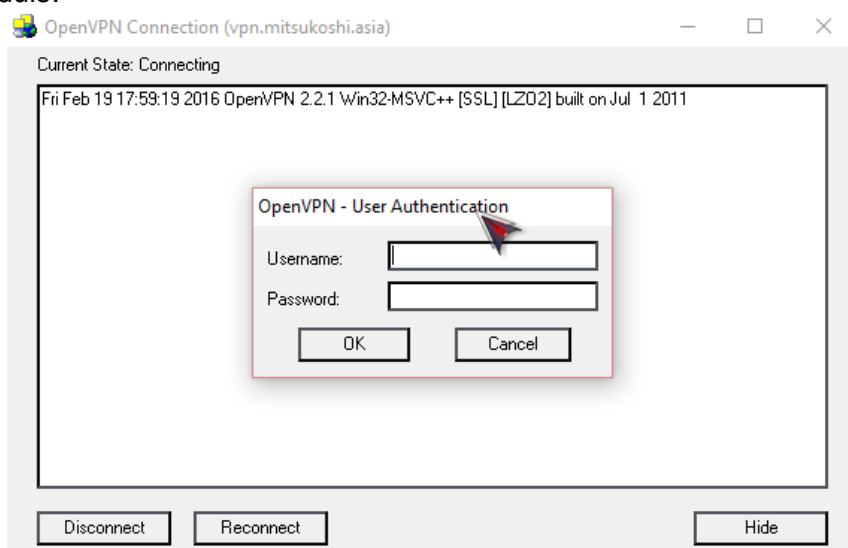 OpenVPN Connection (vpn.mitsukoshi.asia)
Current State: Connecting
Fri Feb 19 17:59:19 2016 OpenVPN 2.2.1 Win32-MSVC++ [SSL] [LZO2] built on Jul 1 2011
OpenVPN - User Authentication
Username:
Password:
OK Cancel
Disconnect Reconnect Hide